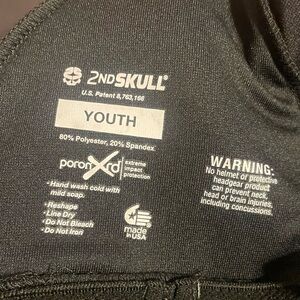 2NDSKULL®
U.S. Patent 8,763,166
YOUTH
80% Polyester, 20% Spandex
poron XRD extreme
impact
protection
•Hand wash cold with
mild soap.
•Reshape
•Line Dry
•Do Not Bleach
•Do Not Iron
made in
USA
WARNING:
No helmet or protective
headgear product
can prevent neck,
head or brain injuries,
including concussions.